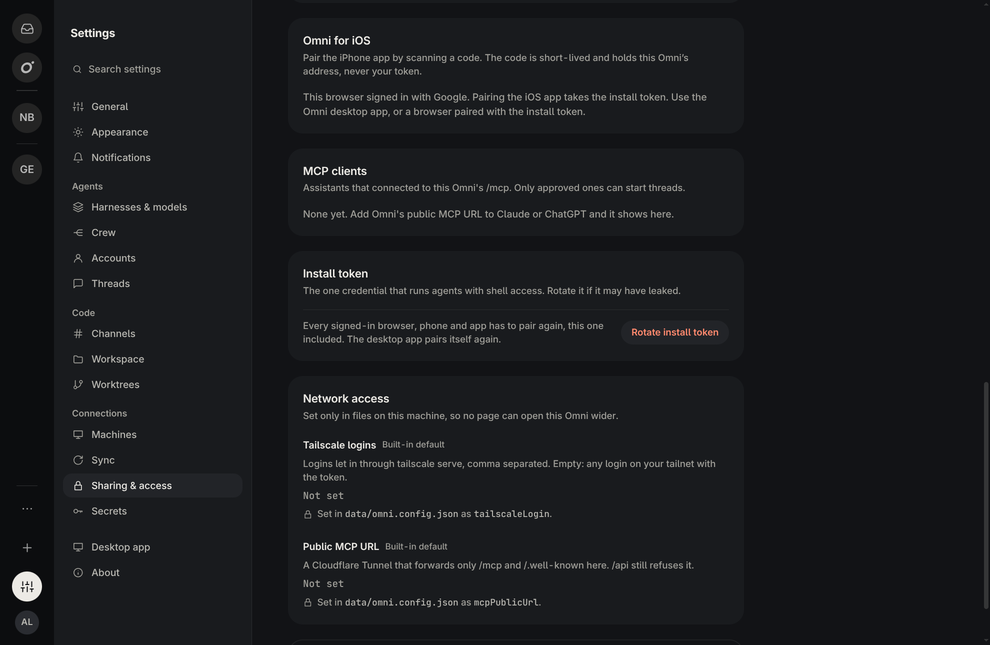 NB
GE
AL
Settings
Search settings
General
Appearance
Notifications
Agents
Harnesses & models
Crew
Accounts
Threads
Code
Channels
Workspace
Worktrees
Connections
Machines
Sync
Sharing & access
Secrets
Desktop app
About
Omni for iOS
Pair the iPhone app by scanning a code. The code is short-lived and holds this Omni's
address, never your token.
This browser signed in with Google. Pairing the iOS app takes the install token. Use the
Omni desktop app, or a browser paired with the install token.
MCP clients
Assistants that connected to this Omni's /mcp. Only approved ones can start threads.
None yet. Add Omni's public MCP URL to Claude or ChatGPT and it shows here.
Install token
The one credential that runs agents with shell access. Rotate it if it may have leaked.
Every signed-in browser, phone and app has to pair again, this one
included. The desktop app pairs itself again.
Rotate install token
Network access
Set only in files on this machine, so no page can open this Omni wider.
Tailscale logins Built-in default
Logins let in through tailscale serve, comma separated. Empty: any login on your tailnet with
the token.
Not set
Set in data/omni.config.json as tailscaleLogin.
Public MCP URL Built-in default
A Cloudflare Tunnel that forwards only /mcp and /.well-known here. /api still refuses it.
Not set
Set in data/omni.config.json as mcpPublicUrl.